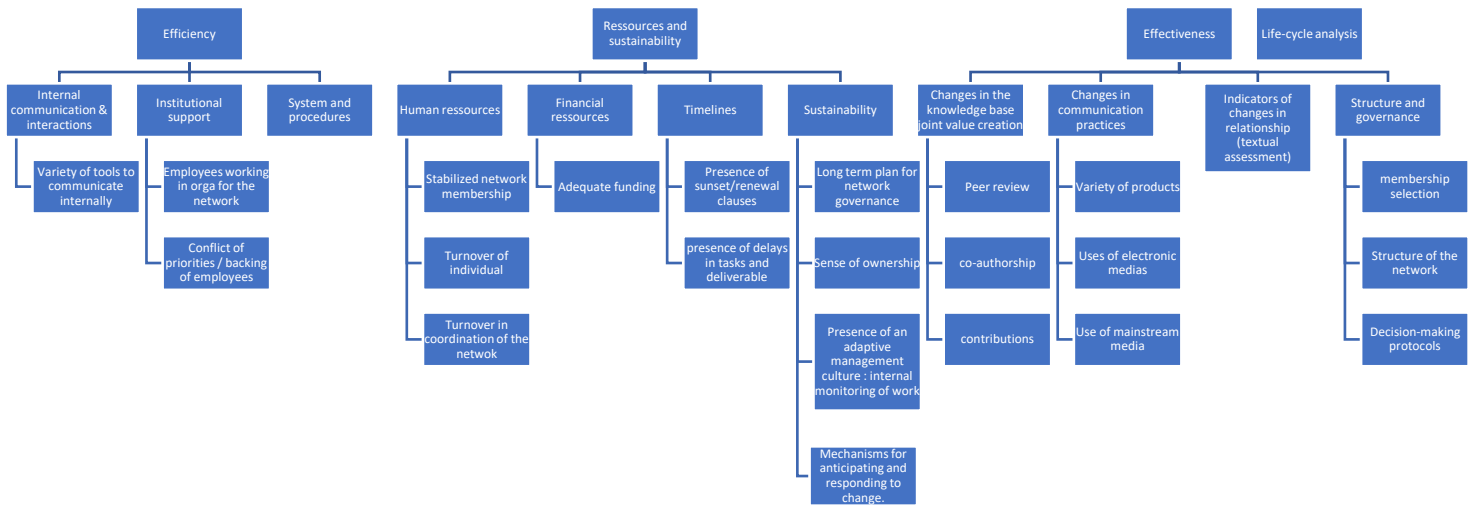 Efficiency
Internal
communication &
interactions
Variety of tools to
communicate
internally
Institutional
support
Employees working
in orga for the
network
Conflict of
priorities / backing
of employees
System and
procedures
Ressources and
sustainability
Human ressources
Stabilized network
membership
Turnover of
individual
Turnover in
coordination of the
netwok
Financial
ressources
Adequate funding
Timelines
Presence of
sunset/renewal
clauses
presence of delays
in tasks and
deliverable
Sustainability
Long term plan for
network
governance
Sense of ownership
Presence of an
adaptive
management
culture : internal
monitoring of work
Mechanisms for
anticipating and
responding to
change.
Effectiveness
Changes in the
knowledge base
joint value creation
Peer review
co-authorship
contributions
Changes in
communication
practices
Variety of products
Uses of electronic
medias
Use of mainstream
media
Indicators of
changes in
relationship
(textual
assessment)
Structure and
governance
membership
selection
Structure of the
network
Decision-making
protocols
Life-cycle analysis